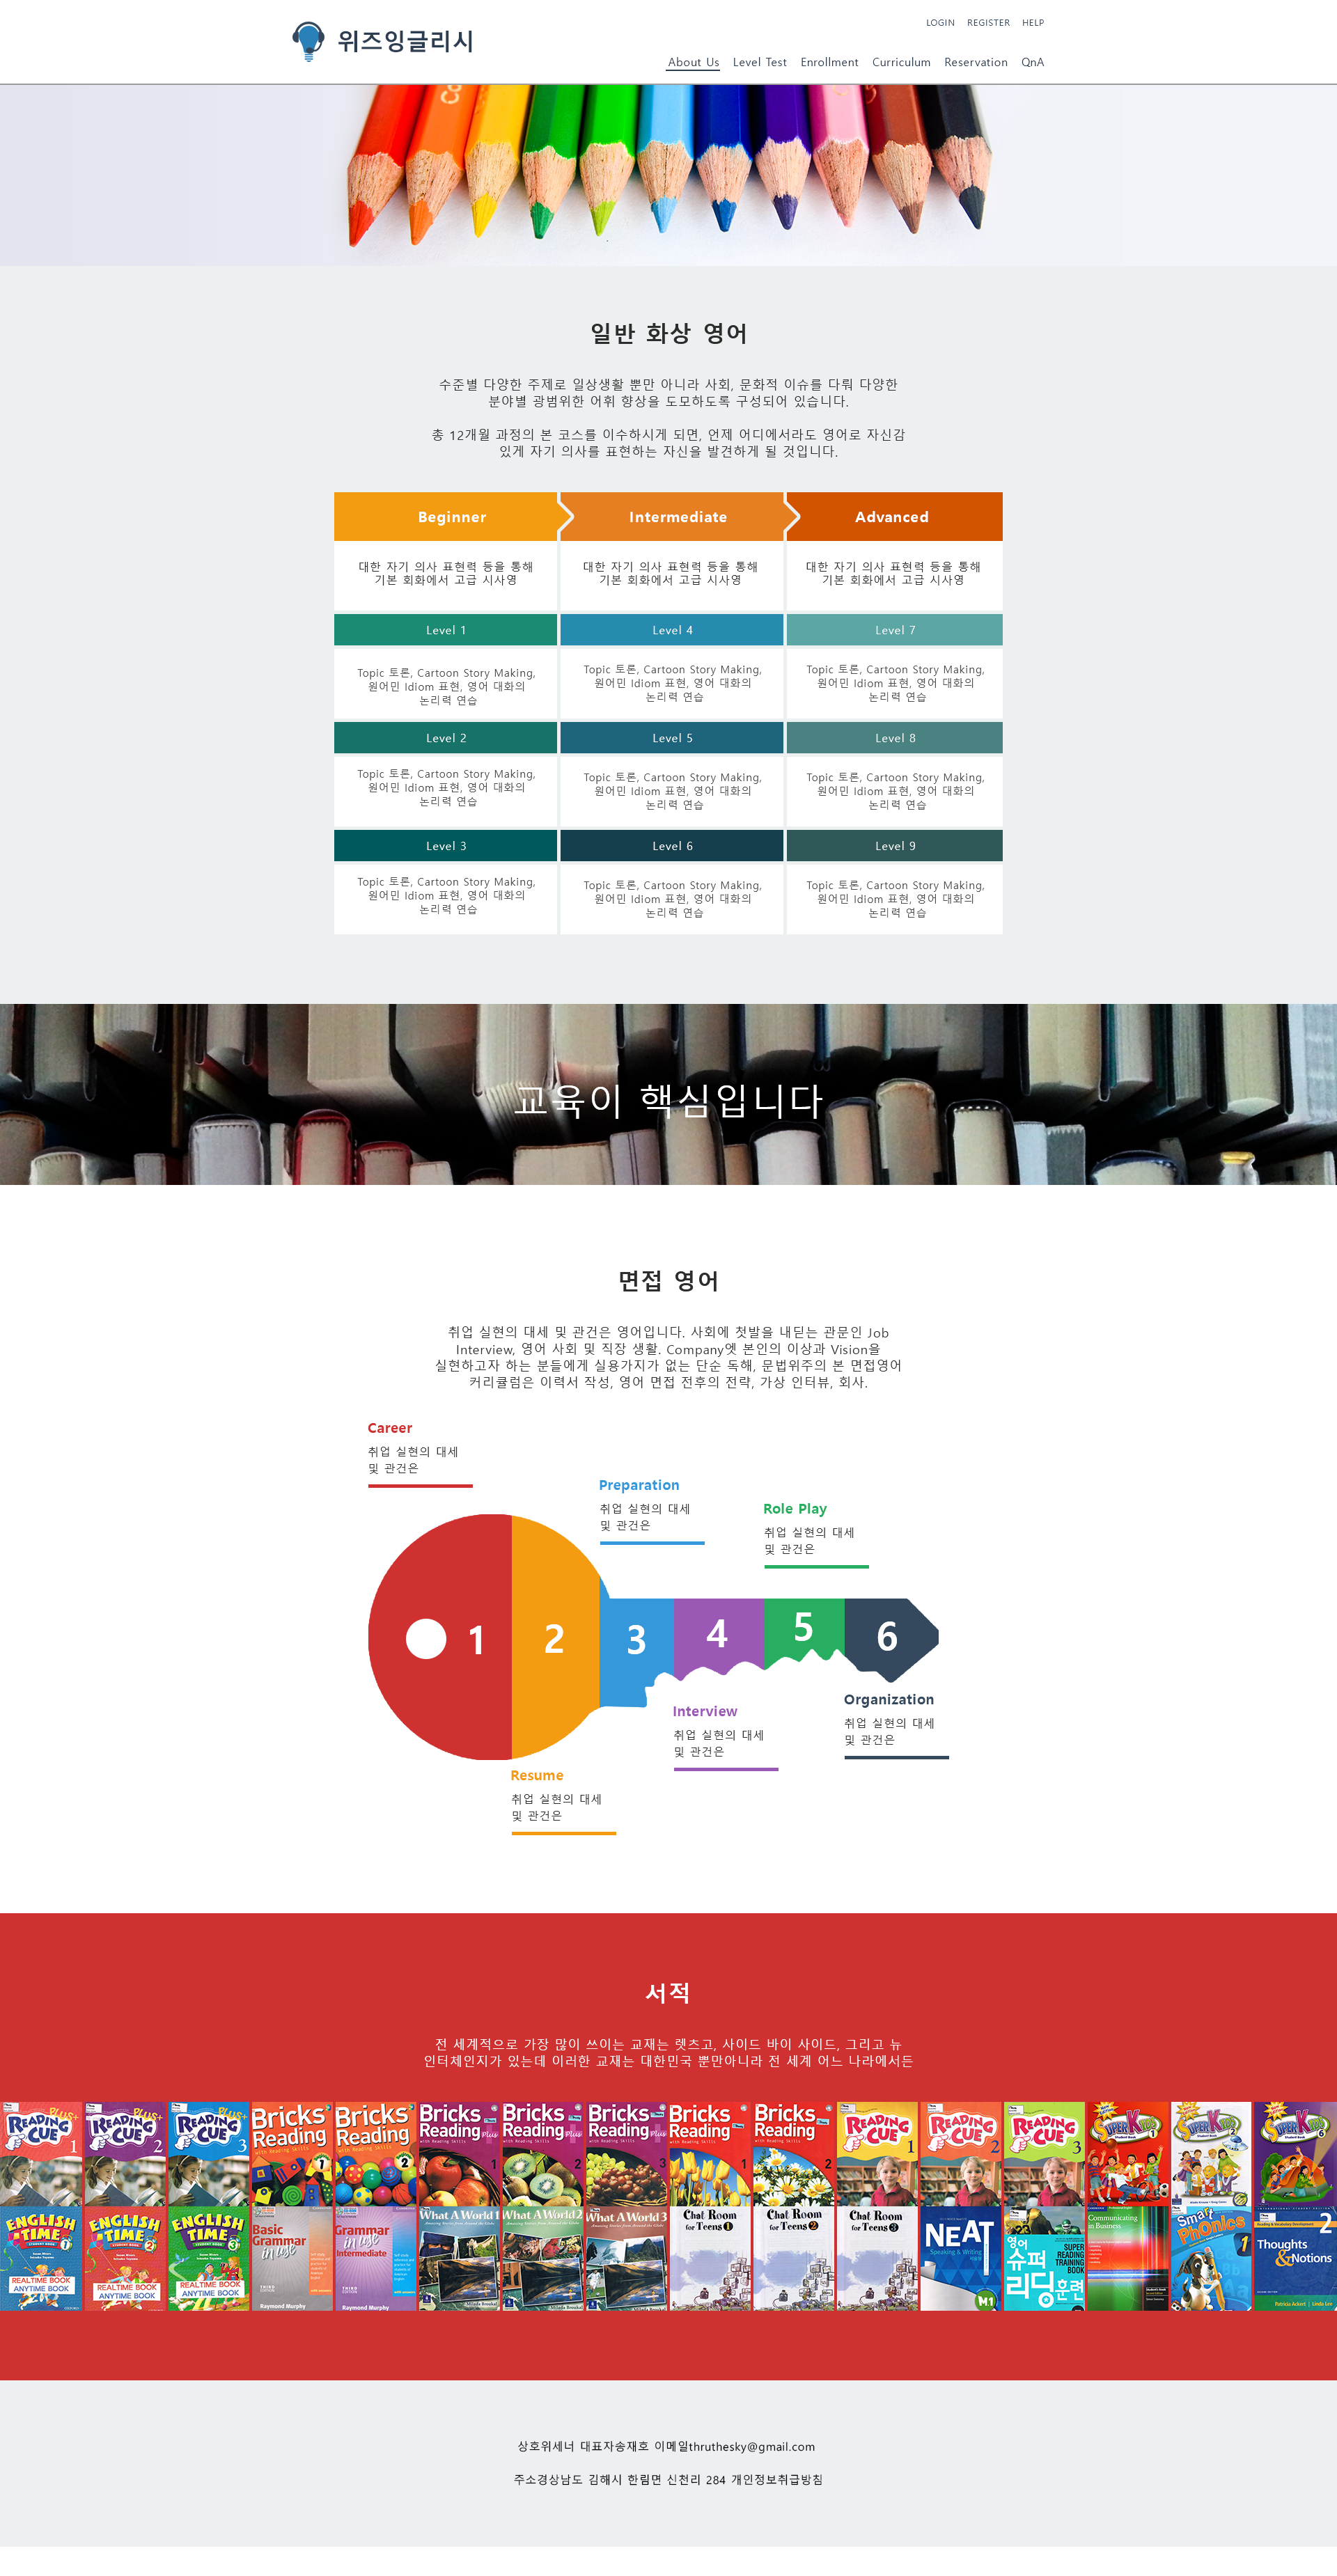 위즈잉글리시
LOGIN REGISTER HELP
About Us Level Test Enrollment Curriculum Reservation QnA
일반 화상 영어
수준별 다양한 주제로 일상생활 뿐만 아니라 사회, 문화적 이슈를 다뤄 다양한
분야별 광범위한 어휘 향상을 도모하도록 구성되어 있습니다.
총 12개월 과정의 본 코스를 이수하시게 되면, 언제 어디에서라도 영어로 자신감
있게 자기 의사를 표현하는 자신을 발견하게 될 것입니다.
Beginner Intermediate Advanced
대한 자기 의사 표현력 등을 통해
기본 회화에서 고급 시사영
대한 자기 의사 표현력 등을 통해
기본 회화에서 고급 시사영
대한 자기 의사 표현력 등을 통해
기본 회화에서 고급 시사영
Level 1 Level 4 Level 7
Topic 토론, Cartoon Story Making,
원어민 Idiom 표현, 영어 대화의
논리력 연습
Topic 토론, Cartoon Story Making,
원어민 Idiom 표현, 영어 대화의
논리력 연습
Topic 토론, Cartoon Story Making,
원어민 Idiom 표현, 영어 대화의
논리력 연습
Level 2 Level 5 Level 8
Topic 토론, Cartoon Story Making,
원어민 Idiom 표현, 영어 대화의
논리력 연습
Topic 토론, Cartoon Story Making,
원어민 Idiom 표현, 영어 대화의
논리력 연습
Topic 토론, Cartoon Story Making,
원어민 Idiom 표현, 영어 대화의
논리력 연습
Level 3 Level 6 Level 9
Topic 토론, Cartoon Story Making,
원어민 Idiom 표현, 영어 대화의
논리력 연습
Topic 토론, Cartoon Story Making,
원어민 Idiom 표현, 영어 대화의
논리력 연습
Topic 토론, Cartoon Story Making,
원어민 Idiom 표현, 영어 대화의
논리력 연습
교육이 핵심입니다
면접 영어
취업 실현의 대세 및 관건은 영어입니다. 사회에 첫발을 내딛는 관문인 Job
Interview, 영어 사회 및 직장 생활. Company엣 본인의 이상과 Vision을
실현하고자 하는 분들에게 실용가지가 없는 단순 독해, 문법위주의 본 면접영어
커리큘럼은 이력서 작성, 영어 면접 전후의 전략, 가상 인터뷰, 회사.
Career
취업 실현의 대세
및 관건은
Preparation
취업 실현의 대세
및 관건은
Role Play
취업 실현의 대세
및 관건은
1 2 3 4 5 6
Interview
취업 실현의 대세
및 관건은
Organization
취업 실현의 대세
및 관건은
Resume
취업 실현의 대세
및 관건은
서적
전 세계적으로 가장 많이 쓰이는 교재는 렛츠고, 사이드 바이 사이드, 그리고 뉴
인터체인지가 있는데 이러한 교재는 대한민국 뿐만아니라 전 세계 어느 나라에서든
READING CUE PLUS+ 1
READING CUE PLUS+ 2
READING CUE PLUS+ 3
Bricks Reading 1
Bricks Reading 2
Bricks Reading Plus 1
Bricks Reading Plus 2
Bricks Reading Plus 3
Bricks Reading 1
Bricks Reading 2
READING CUE 1
READING CUE 2
READING CUE 3
SUPER KIDS 1
SUPER KIDS 2
SUPER KIDS 6
ENGLISH TIME 1 STUDENT BOOK REALTIME BOOK ANYTIME BOOK
ENGLISH TIME 2 STUDENT BOOK REALTIME BOOK ANYTIME BOOK
ENGLISH TIME 3 STUDENT BOOK REALTIME BOOK ANYTIME BOOK
Basic Grammar in use Raymond Murphy
Grammar in use Intermediate Raymond Murphy
What A World 1
What A World 2
What A World 3
Chat Room for Teens 1
Chat Room for Teens 2
Chat Room for Teens 3
NEAT Speaking & Writing M1
영어 슈퍼 리딩 훈련 SUPER READING TRAINING BOOK
Communicating in Business
Smart Phonics 1
Thoughts & Notions 2 Patricia Ackert | Linda Lee
상호위세너 대표자송재호 이메일thruthesky@gmail.com
주소경상남도 김해시 한림면 신천리 284 개인정보취급방침